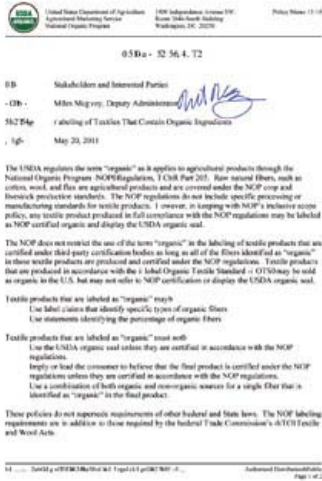 United States Department of Agriculture
Agricultural Marketing Service
National Organic Program
1400 Independence Avenue SW.
Room 2646-South Building
Washington, DC 20250
Policy Memo 11-14
Stakeholders and Interested Parties
Miles McEvoy, Deputy Administrator
Labeling of Textiles That Contain Organic Ingredients
May 20, 2011
The USDA regulates the term "organic" as it applies to agricultural products through the
National Organic Program Regulation, 7 CFR Part 205. Raw natural fibers, such as
cotton, wool, and flax are agricultural products and are covered under the NOP crop and
livestock production standards. The NOP regulations do not include specific processing or
manufacturing standards for textile products. However, in keeping with NOP's inclusive scope
policy, any textile product produced in full compliance with the NOP regulations may be labeled
as NOP certified organic and display the USDA organic seal.
The NOP does not restrict the use of the term "organic" in the labeling of textile products that are
certified under third-party certification bodies as long as all of the fibers identified as "organic"
in these textile products are produced and certified under the NOP regulations. Textile products
that are produced in accordance with the Global Organic Textile Standard may be sold
as organic in the U.S. but may not refer to NOP certification or display the USDA organic seal.
Textile products that are labeled as "organic" may
Use label claims that identify specific types of organic fibers
Use statements identifying the percentage of organic fibers
Textile products that are labeled as "organic" must not
Use the USDA organic seal unless they are certified in accordance with the NOP
regulations.
Imply or lead the consumer to believe that the final product is certified under the NOP
regulations unless they are certified in accordance with the NOP regulations.
Use a combination of both organic and non-organic sources for a single fiber that is
identified as "organic" in the final product.
These policies do not supersede requirements of other federal and State laws. The NOP labeling
requirements are in addition to those required by the federal Trade Commission's Textile
and Wool Acts.
Authorized Distribution: Public
Page 1 of 2